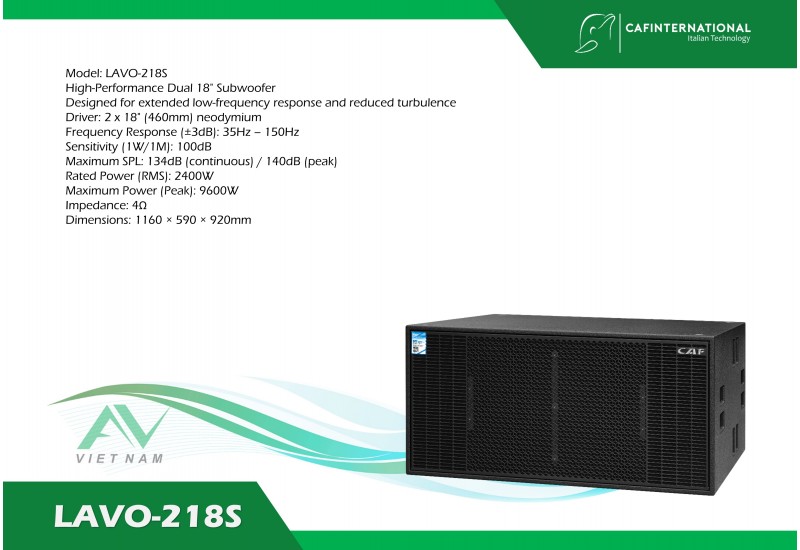 CAFINTERNATIONAL
Italian Technology
Model: LAVO-218S
High-Performance Dual 18" Subwoofer
Designed for extended low-frequency response and reduced turbulence
Driver: 2 x 18" (460mm) neodymium
Frequency Response (±3dB): 35Hz – 150Hz
Sensitivity (1W/1M): 100dB
Maximum SPL: 134dB (continuous) / 140dB (peak)
Rated Power (RMS): 2400W
Maximum Power (Peak): 9600W
Impedance: 4Ω
Dimensions: 1160 × 590 × 920mm
CAF
AV
VIET NAM
LAVO-218S